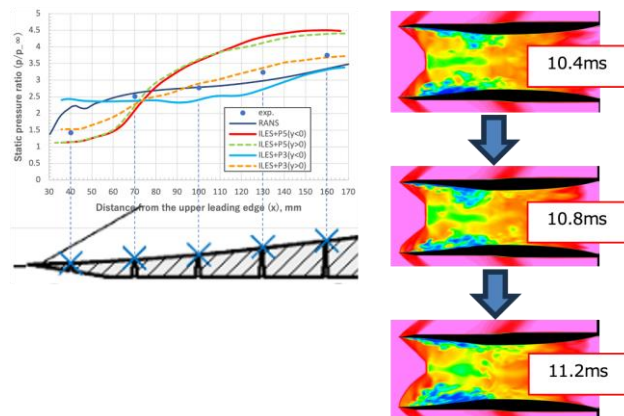 Static pressure ratio (p/p_∞)
5
4.5
4
3.5
3
2.5
2
1.5
1
0.5
0
30 40 50 60 70 80 90 100 110 120 130 140 150 160 170
Distance from the upper leading edge (x), mm
exp.
RANS
ILES+P5(y<0)
ILES+P5(y>0)
ILES+P3(y<0)
ILES+P3(y>0)
10.4ms
10.8ms
11.2ms